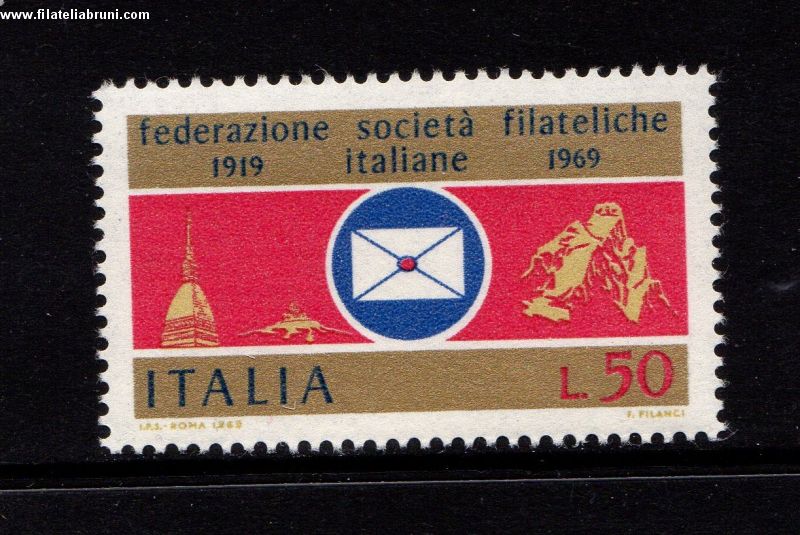 www.filateliabruni.com
federazione società filateliche
1919 italiane 1969
ITALIA L.50
I.P.S.-ROMA 1969 F. FILANCI